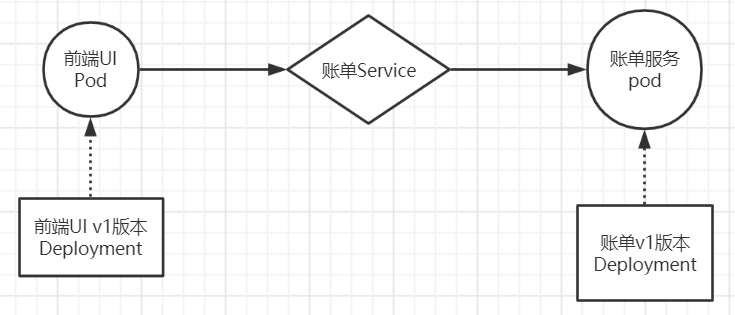 前端UI
Pod
账单Service
账单服务
pod
前端UI v1版本
Deployment
账单v1版本
Deployment